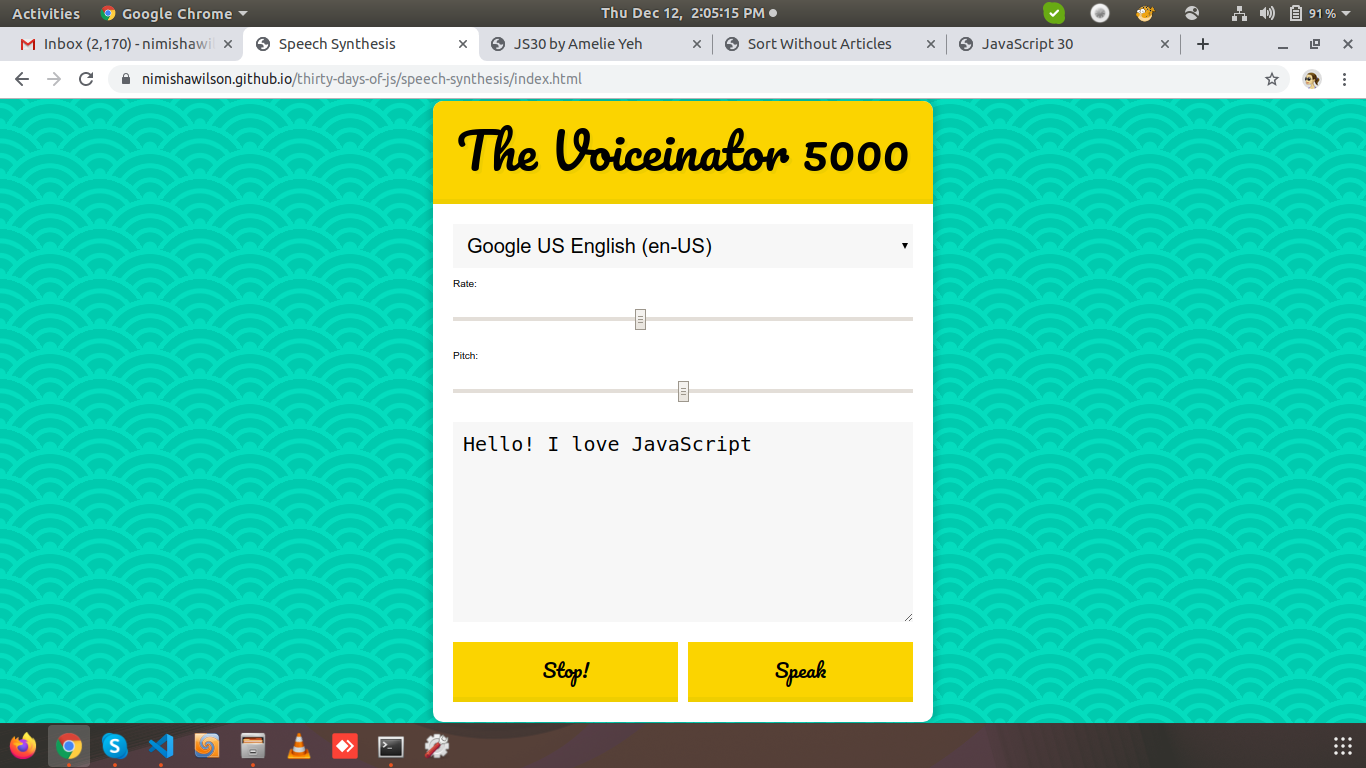 Activities Google Chrome Thu Dec 12, 2:05:15 PM 91%
Inbox (2,170) - nimishawil Speech Synthesis JS30 by Amelie Yeh Sort Without Articles JavaScript 30
nimishawilson.github.io/thirty-days-of-js/speech-synthesis/index.html
The Voiceinator 5000
Google US English (en-US)
Rate:
Pitch:
Hello! I love JavaScript
Stop! Speak